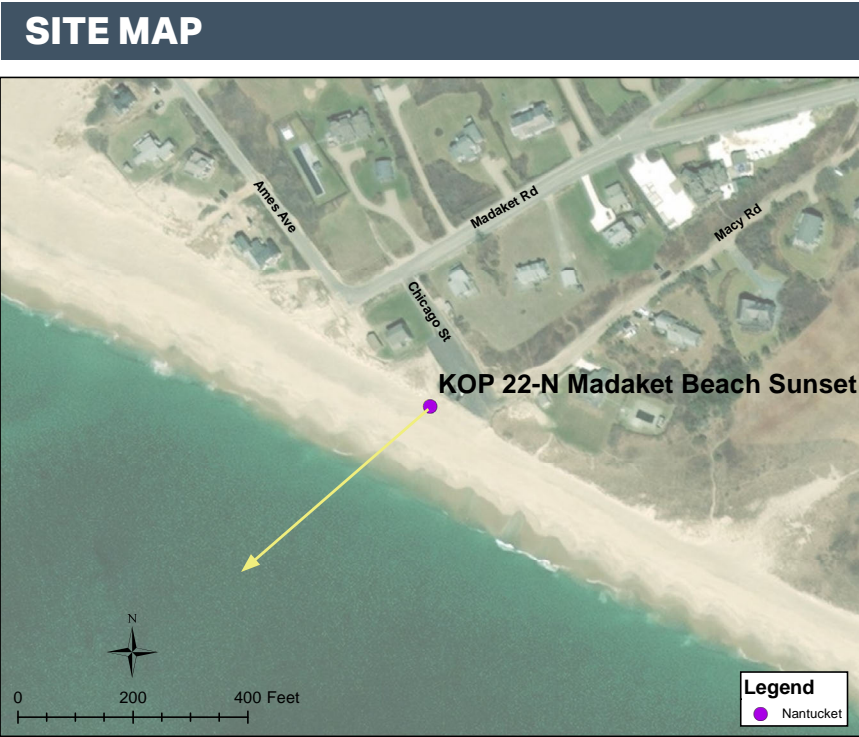 SITE MAP
Ames Ave
Madaket Rd
Macy Rd
Chicago St
KOP 22-N Madaket Beach Sunset
N
0 200 400 Feet
Legend
Nantucket